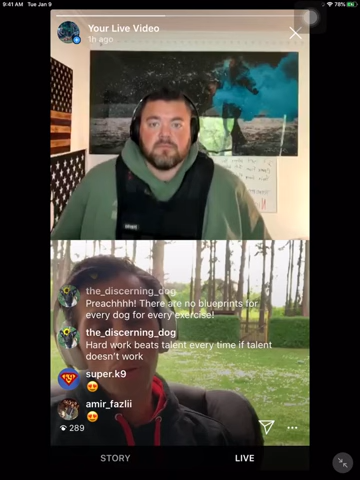 9:41 AM Tue Jan 9
78%
Your Live Video
1h ago
the_discerning_dog
Preachhhh! There are no blueprints for
every dog for every exercise!
the_discerning_dog
Hard work beats talent every time if talent
doesn't work
super.k9
😍
amir_fazlii
😍
289
STORY
LIVE